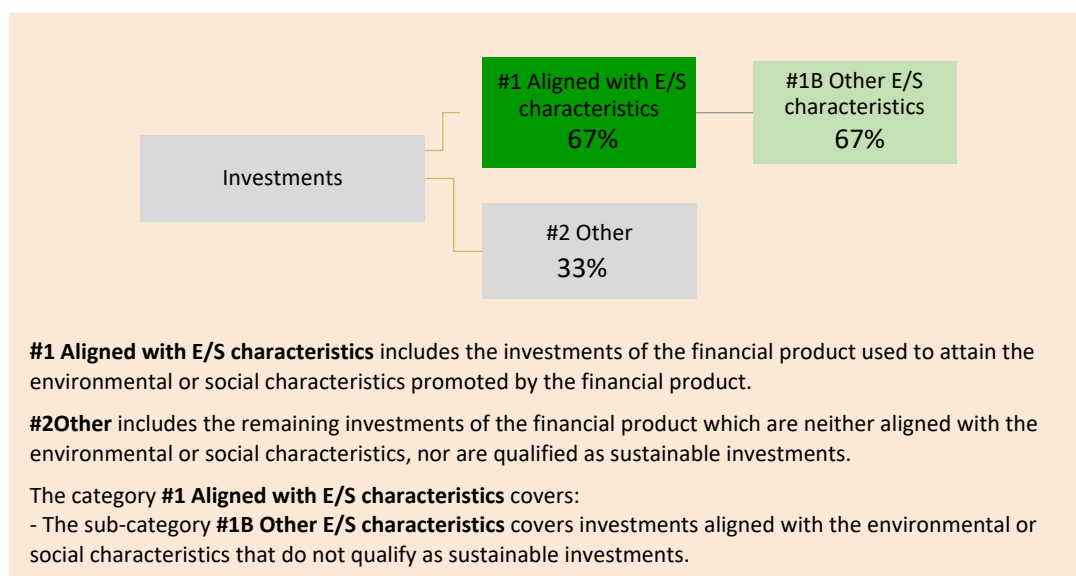 #1 Aligned with E/S
characteristics
67%
#1B Other E/S
characteristics
67%
Investments
#2 Other
33%
#1 Aligned with E/S characteristics includes the investments of the financial product used to attain the
environmental or social characteristics promoted by the financial product.
#2Other includes the remaining investments of the financial product which are neither aligned with the
environmental or social characteristics, nor are qualified as sustainable investments.
The category #1 Aligned with E/S characteristics covers:
- The sub-category #1B Other E/S characteristics covers investments aligned with the environmental or
social characteristics that do not qualify as sustainable investments.